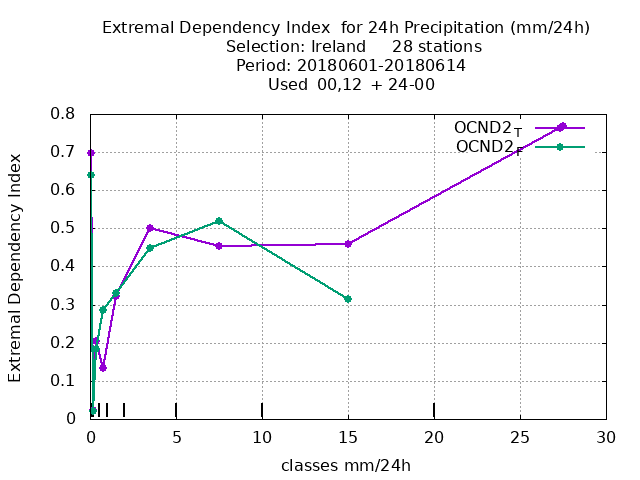 Extremal Dependency Index for 24h Precipitation (mm/24h)
Selection: Ireland 28 stations
Period: 20180601-20180614
Used 00,12 + 24-00
OCND2T
OCND2F
Extremal Dependency Index
0.8
0.7
0.6
0.5
0.4
0.3
0.2
0.1
0
0 5 10 15 20 25 30
classes mm/24h